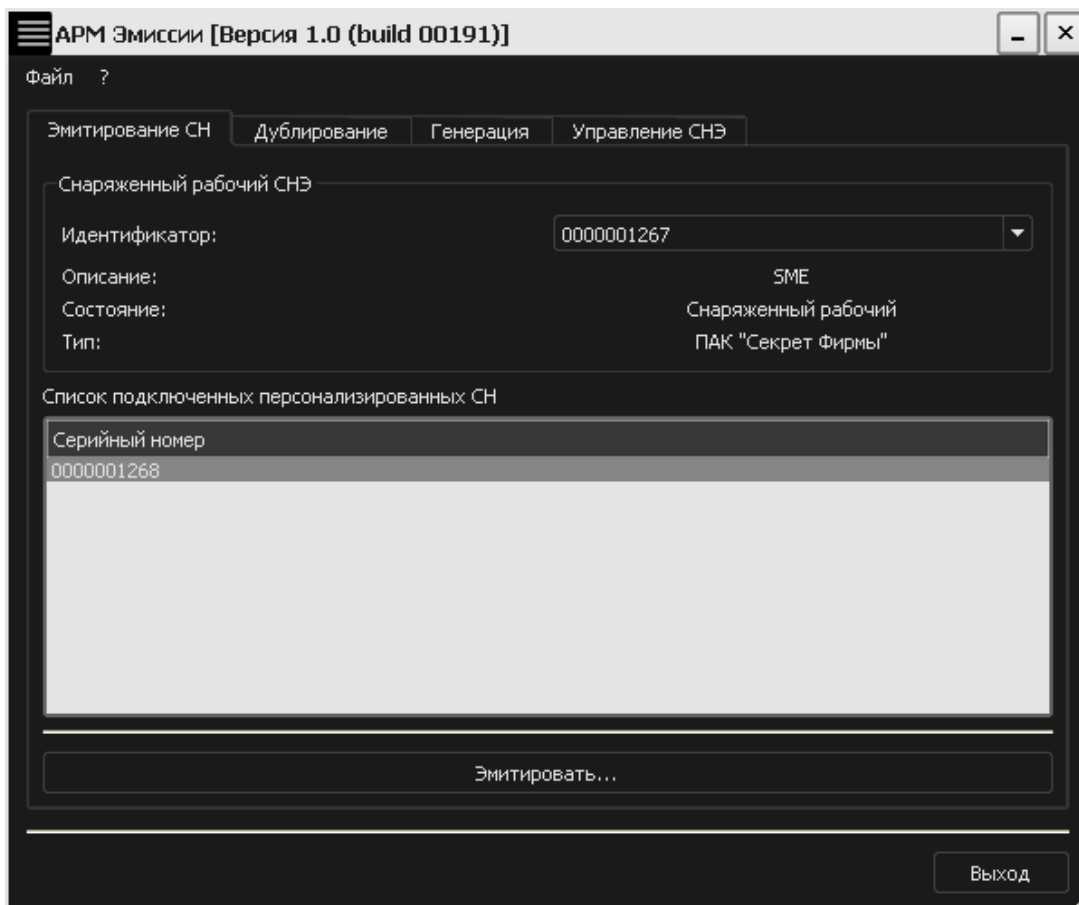 АРМ Эмиссии [Версия 1.0 (build 00191)]
Файл ?
Эмитирование СН Дублирование Генерация Управление СНЭ
Снаряженный рабочий СНЭ
Идентификатор: 0000001267
Описание: SME
Состояние: Снаряженный рабочий
Тип: ПАК "Секрет Фирмы"
Список подключенных персонализированных СН
Серийный номер
0000001268
Эмитировать...
Выход